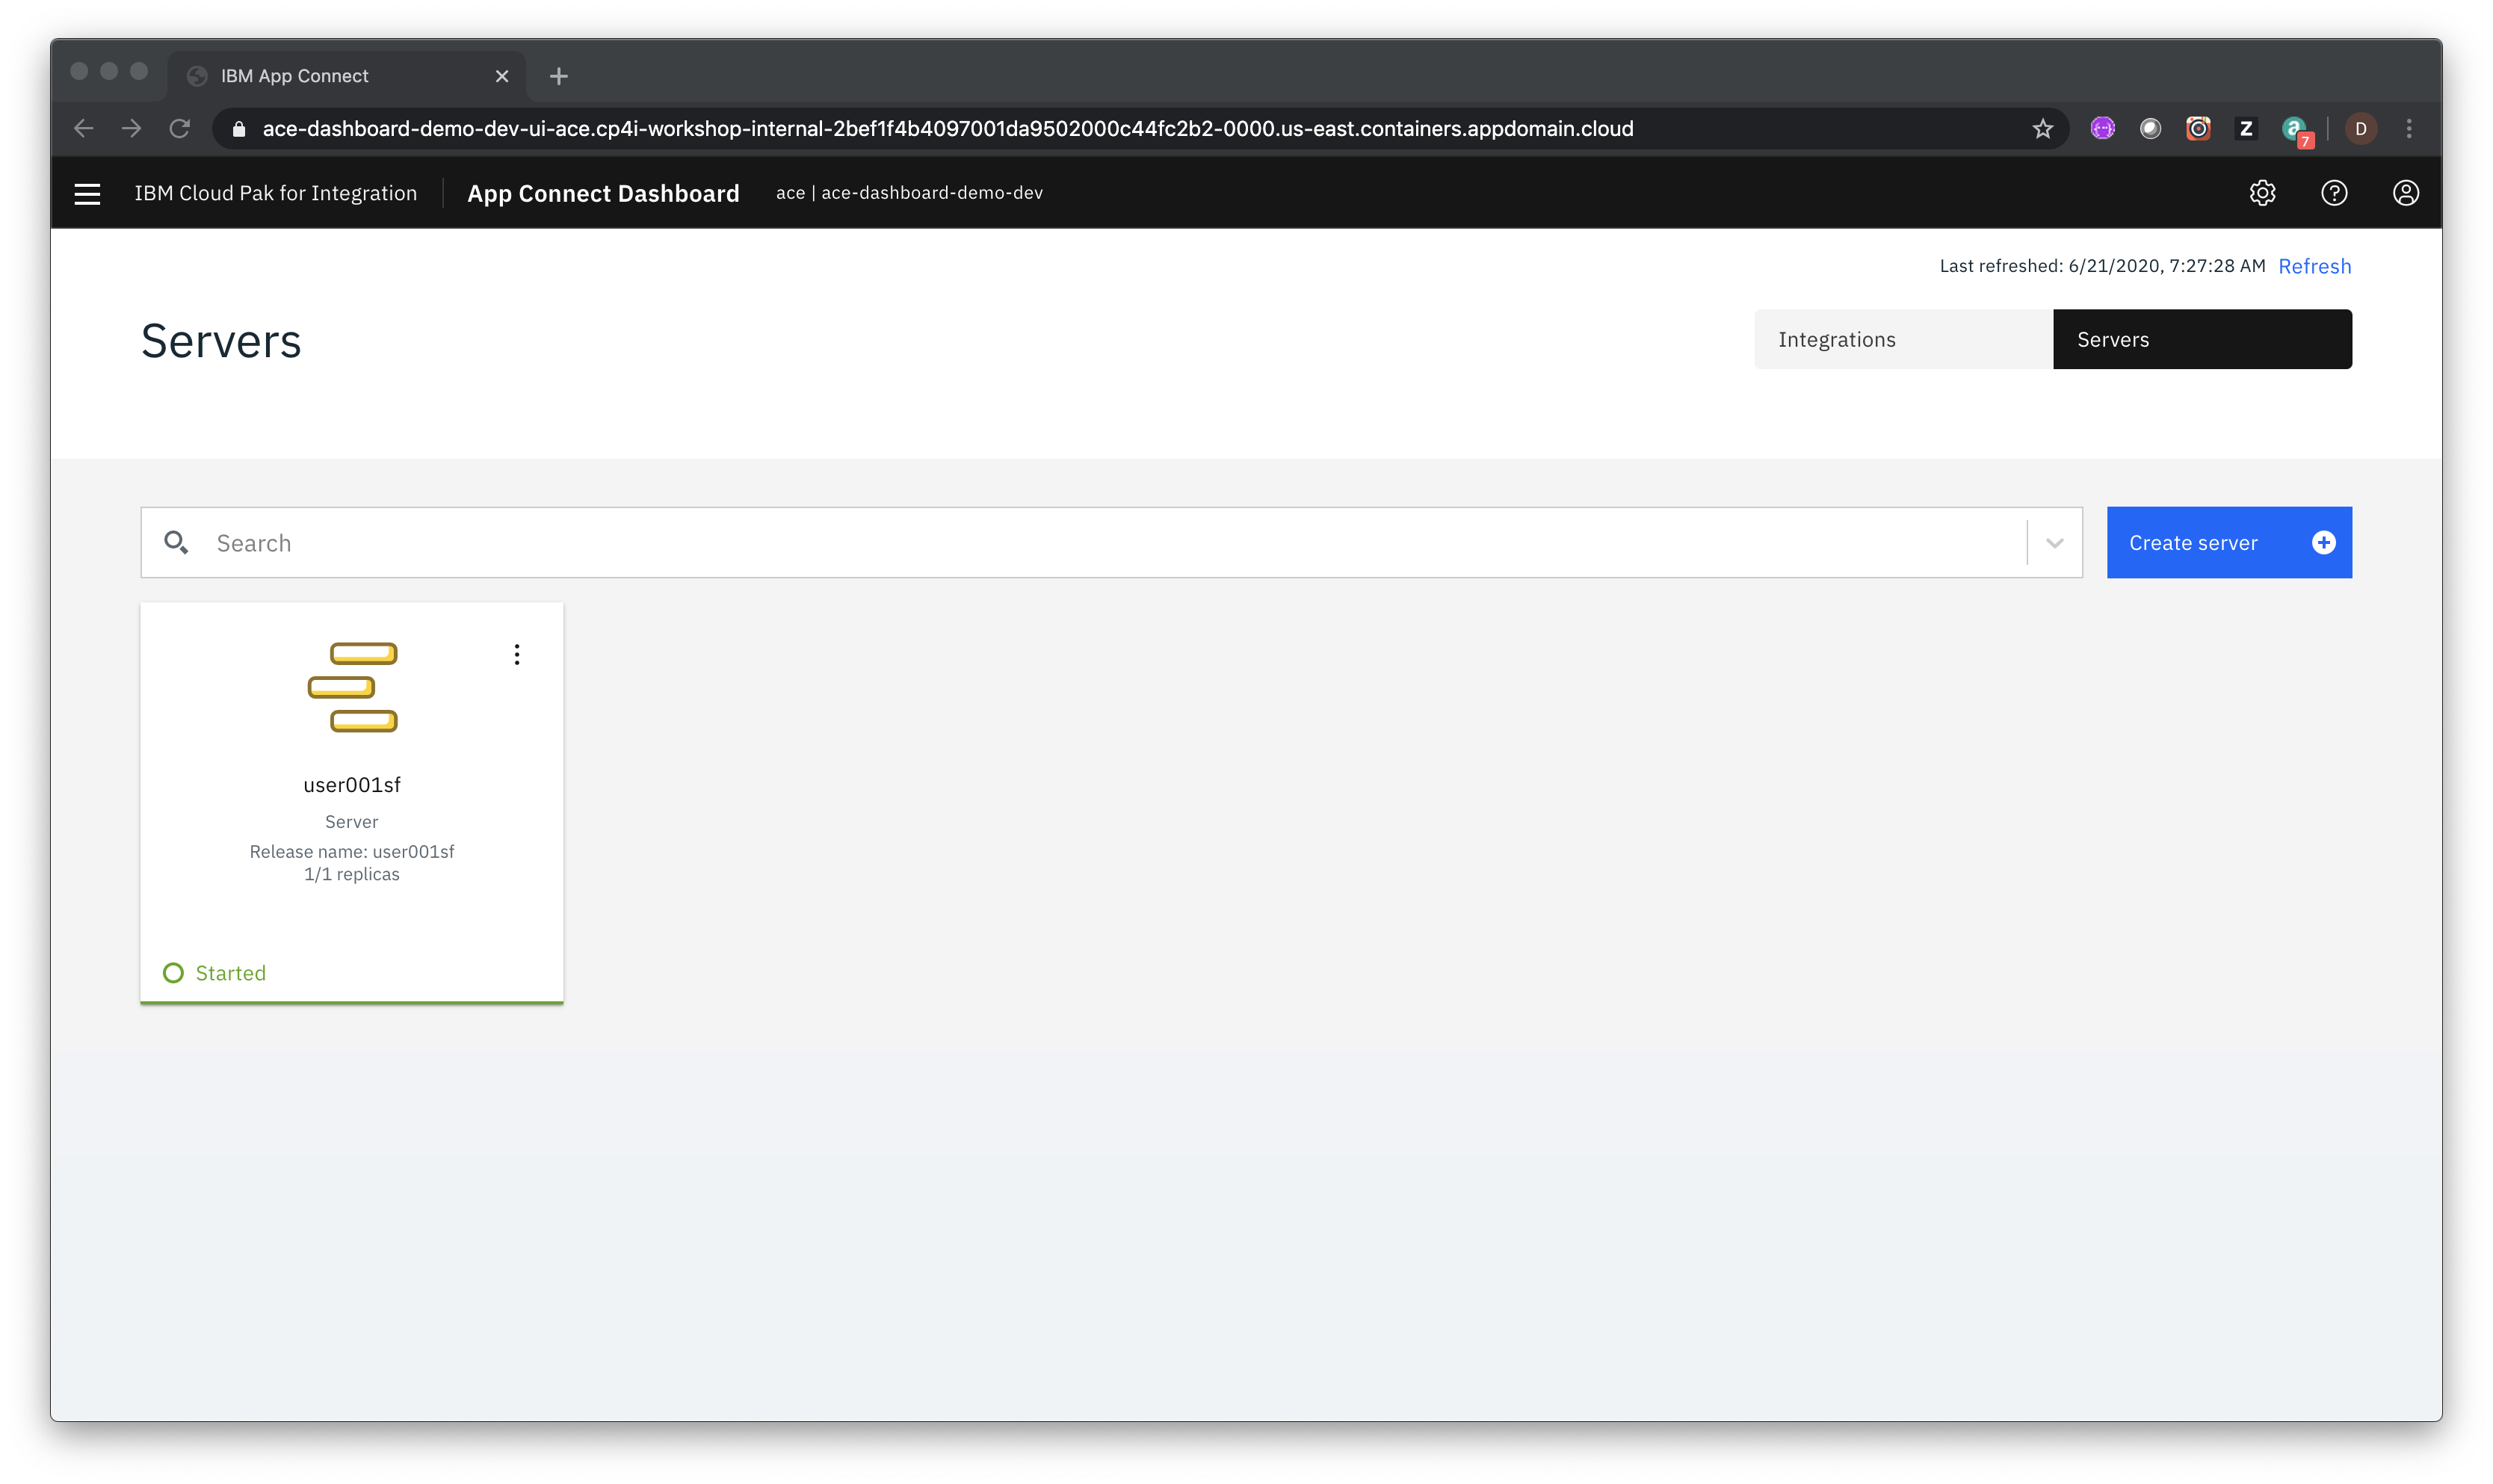 IBM App Connect
ace-dashboard-demo-dev-ui-ace.cp4i-workshop-internal-2bef1f4b4097001da9502000c44fc2b2-0000.us-east.containers.appdomain.cloud
Z
a
7
D
IBM Cloud Pak for Integration
App Connect Dashboard
ace | ace-dashboard-demo-dev
Last refreshed: 6/21/2020, 7:27:28 AM Refresh
Servers
Integrations
Servers
Search
Create server
user001sf
Server
Release name: user001sf
1/1 replicas
Started